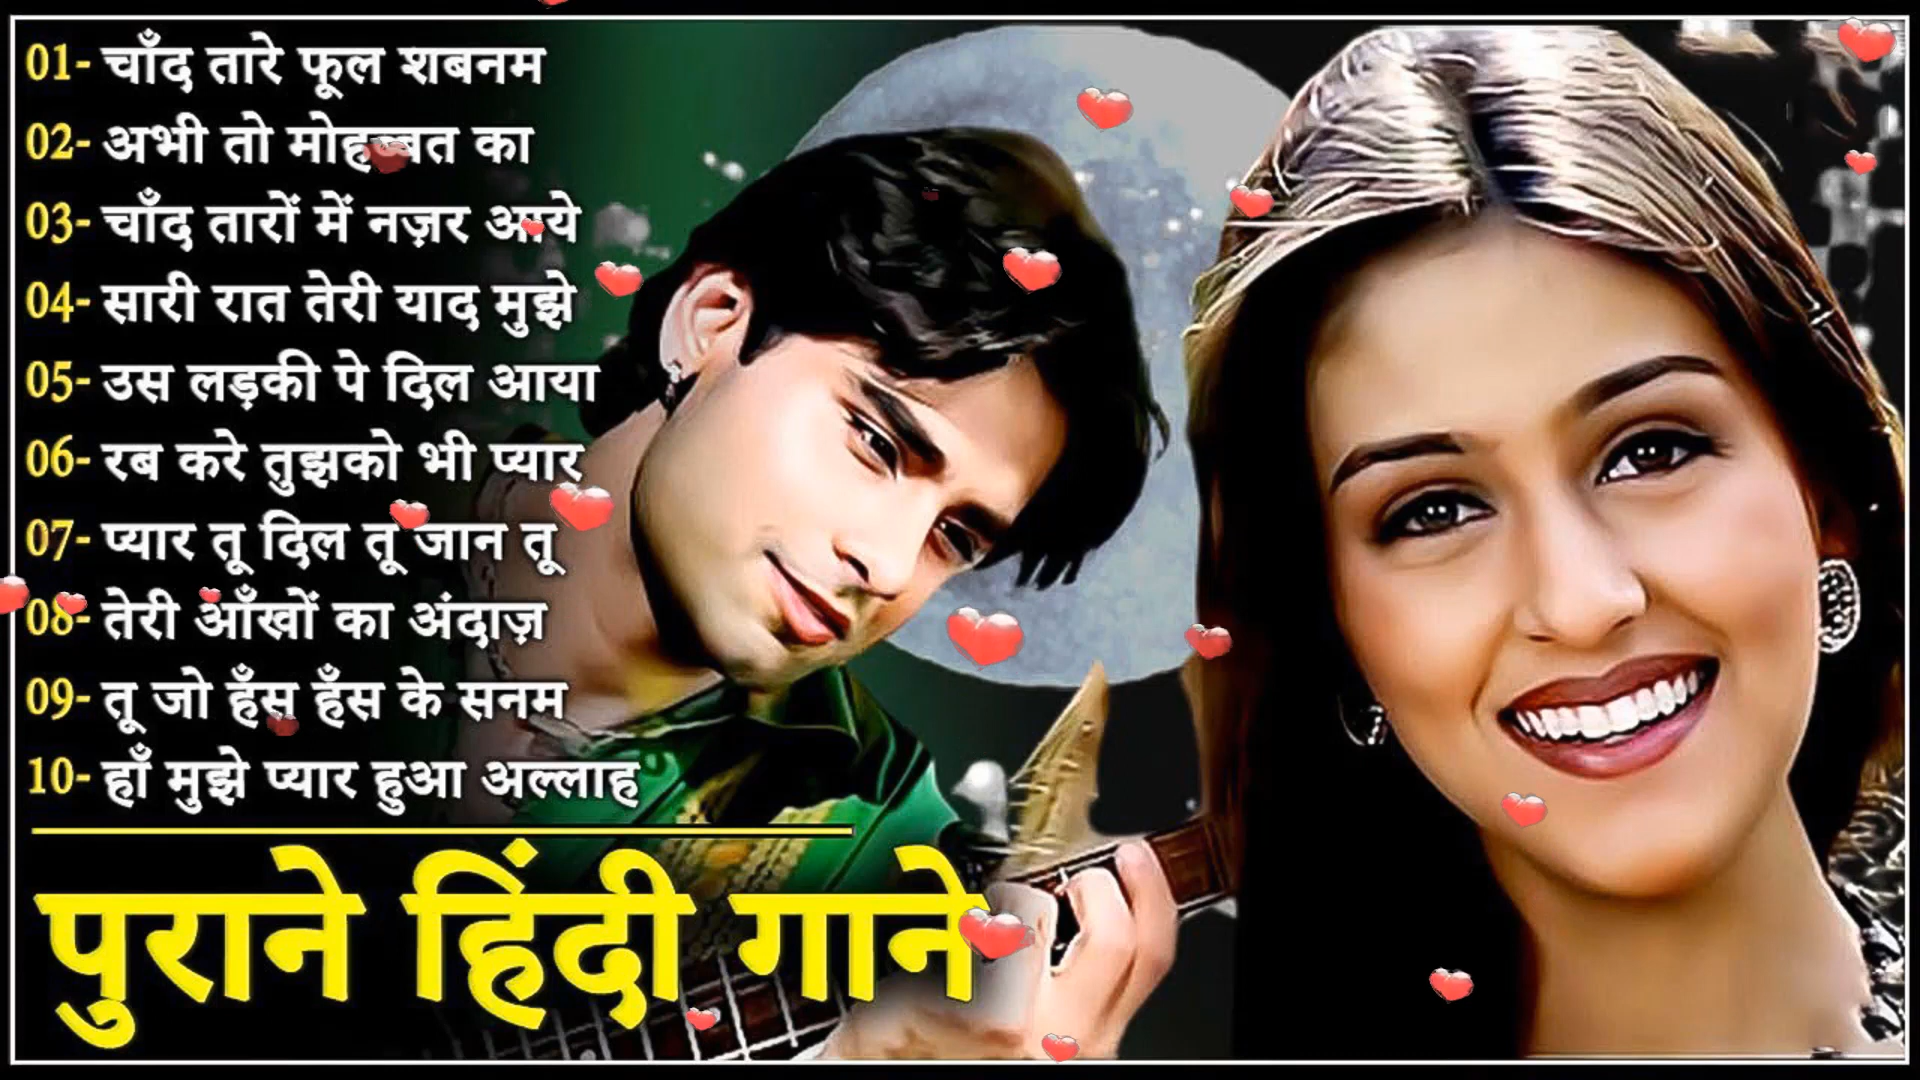 01- चाँद तारे फूल शबनम
02- अभी तो मोहब्बत का
03- चाँद तारों में नज़र आये
04- सारी रात तेरी याद मुझे
05- उस लड़की पे दिल आया
06- रब करे तुझको भी प्यार
07- प्यार तू दिल तू जान तू
08- तेरी आँखों का अंदाज़
09- तू जो हँस हँस के सनम
10- हाँ मुझे प्यार हुआ अल्लाह
पुराने हिंदी गाने